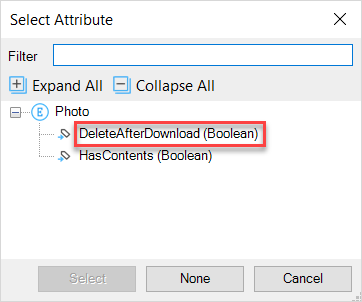 Select Attribute
Filter
Expand All Collapse All
E Photo
DeleteAfterDownload (Boolean)
HasContents (Boolean)
Select None Cancel